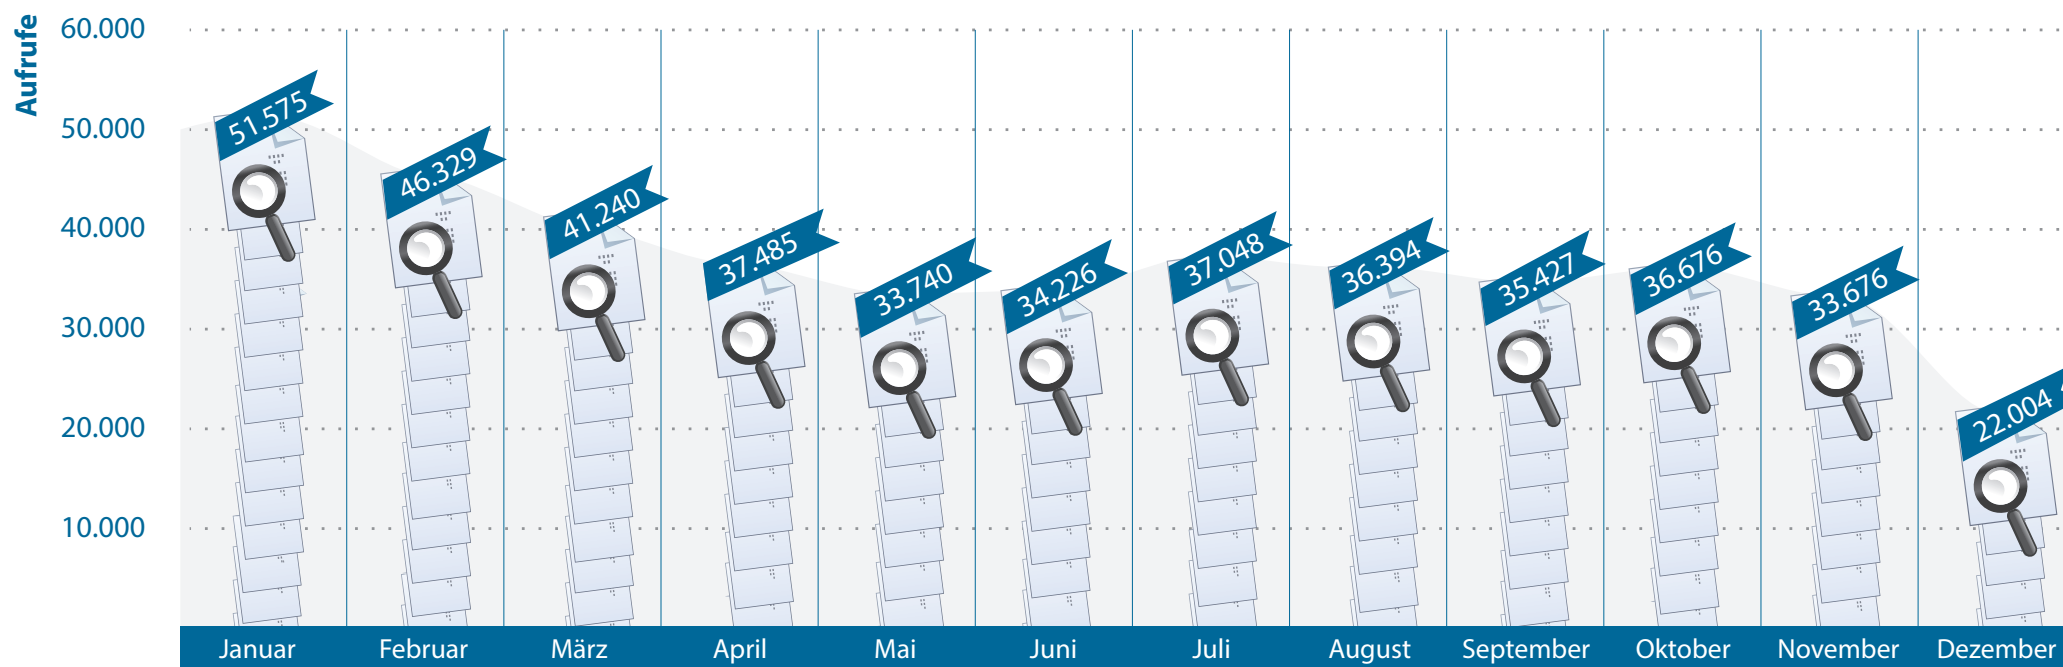 Aufrufe
60.000
50.000
40.000
30.000
20.000
10.000
51.575
46.329
41.240
37.485
33.740
34.226
37.048
36.394
35.427
36.676
33.676
22.004
Januar
Februar
März
April
Mai
Juni
Juli
August
September
Oktober
November
Dezember